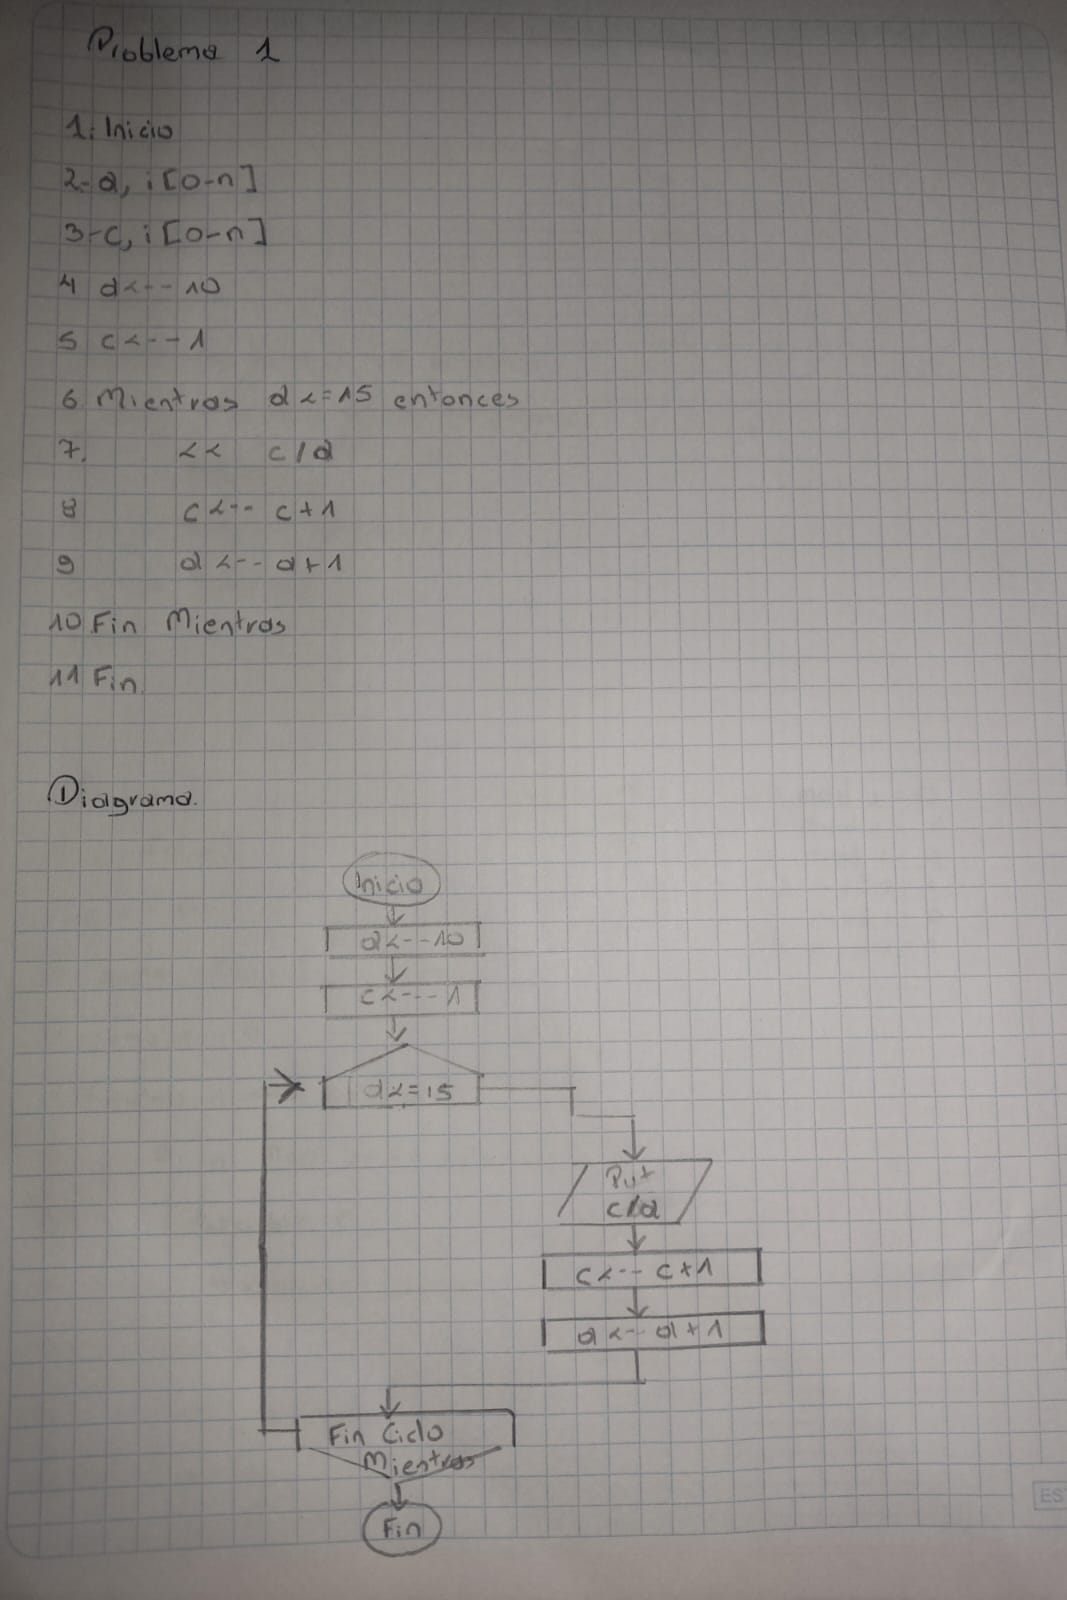 Problema 1
1. Inicio
2- a, i [0-n]
3- c, i [0-n]
4 a <-- 10
5 c <-- 1
6 Mientras a <= 15 entonces
7. << c/a
8 c <-- c+1
9 a <-- a+1
10 Fin Mientras
11 Fin.
Diagrama.
Inicio
a <-- 10
c <--- 1
a <= 15
Put
c/a
c <-- c+1
a <-- a+1
Fin Ciclo
Mientras
Fin
ES